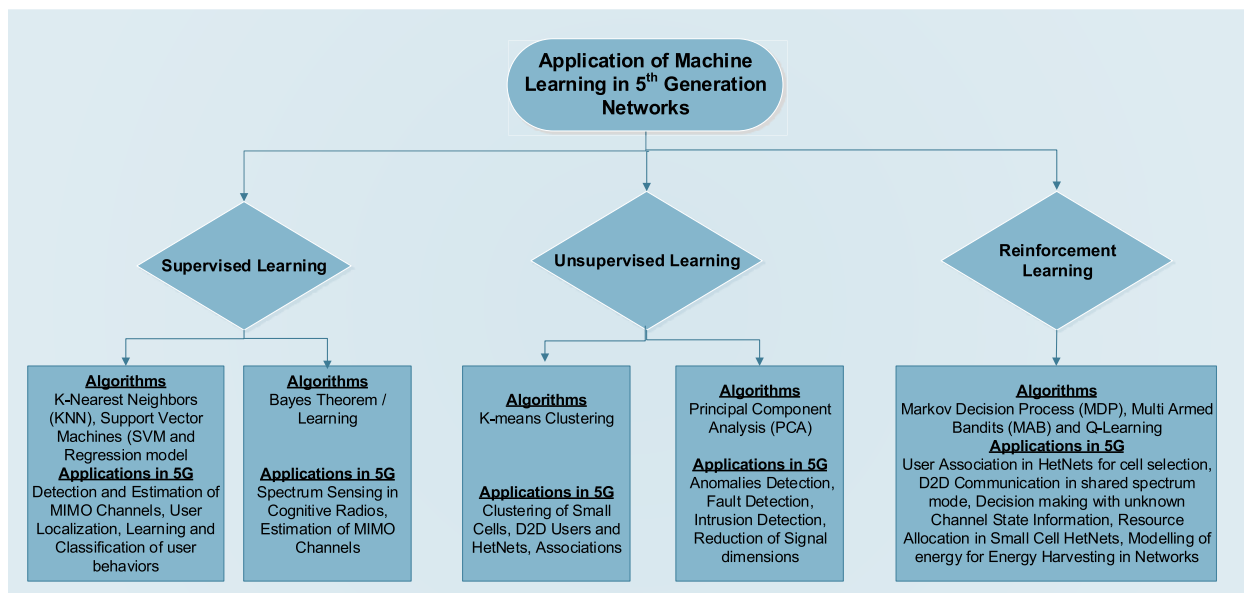 Application of Machine
Learning in 5th Generation
Networks
Supervised Learning
Unsupervised Learning
Reinforcement
Learning
Algorithms
K-Nearest Neighbors
(KNN), Support Vector
Machines (SVM and
Regression model
Applications in 5G
Detection and Estimation of
MIMO Channels, User
Localization, Learning and
Classification of user
behaviors
Algorithms
Bayes Theorem /
Learning
Applications in 5G
Spectrum Sensing in
Cognitive Radios,
Estimation of MIMO
Channels
Algorithms
K-means Clustering
Applications in 5G
Clustering of Small
Cells, D2D Users and
HetNets, Associations
Algorithms
Principal Component
Analysis (PCA)
Applications in 5G
Anomalies Detection,
Fault Detection,
Intrusion Detection,
Reduction of Signal
dimensions
Algorithms
Markov Decision Process (MDP), Multi Armed
Bandits (MAB) and Q-Learning
Applications in 5G
User Association in HetNets for cell selection,
D2D Communication in shared spectrum
mode, Decision making with unknown
Channel State Information, Resource
Allocation in Small Cell HetNets, Modelling of
energy for Energy Harvesting in Networks